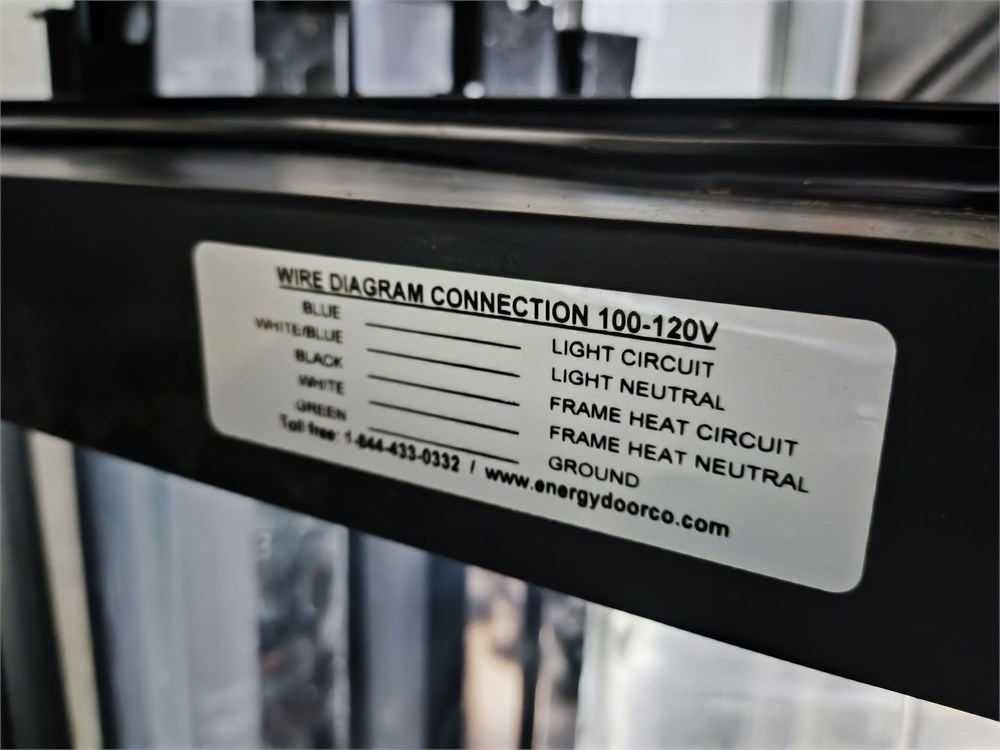 WIRE DIAGRAM CONNECTION 100-120V
BLUE LIGHT CIRCUIT
WHITE/BLUE LIGHT NEUTRAL
BLACK FRAME HEAT CIRCUIT
WHITE FRAME HEAT NEUTRAL
GREEN GROUND
Toll free: 1-844-433-0332 / www.energydoorco.com